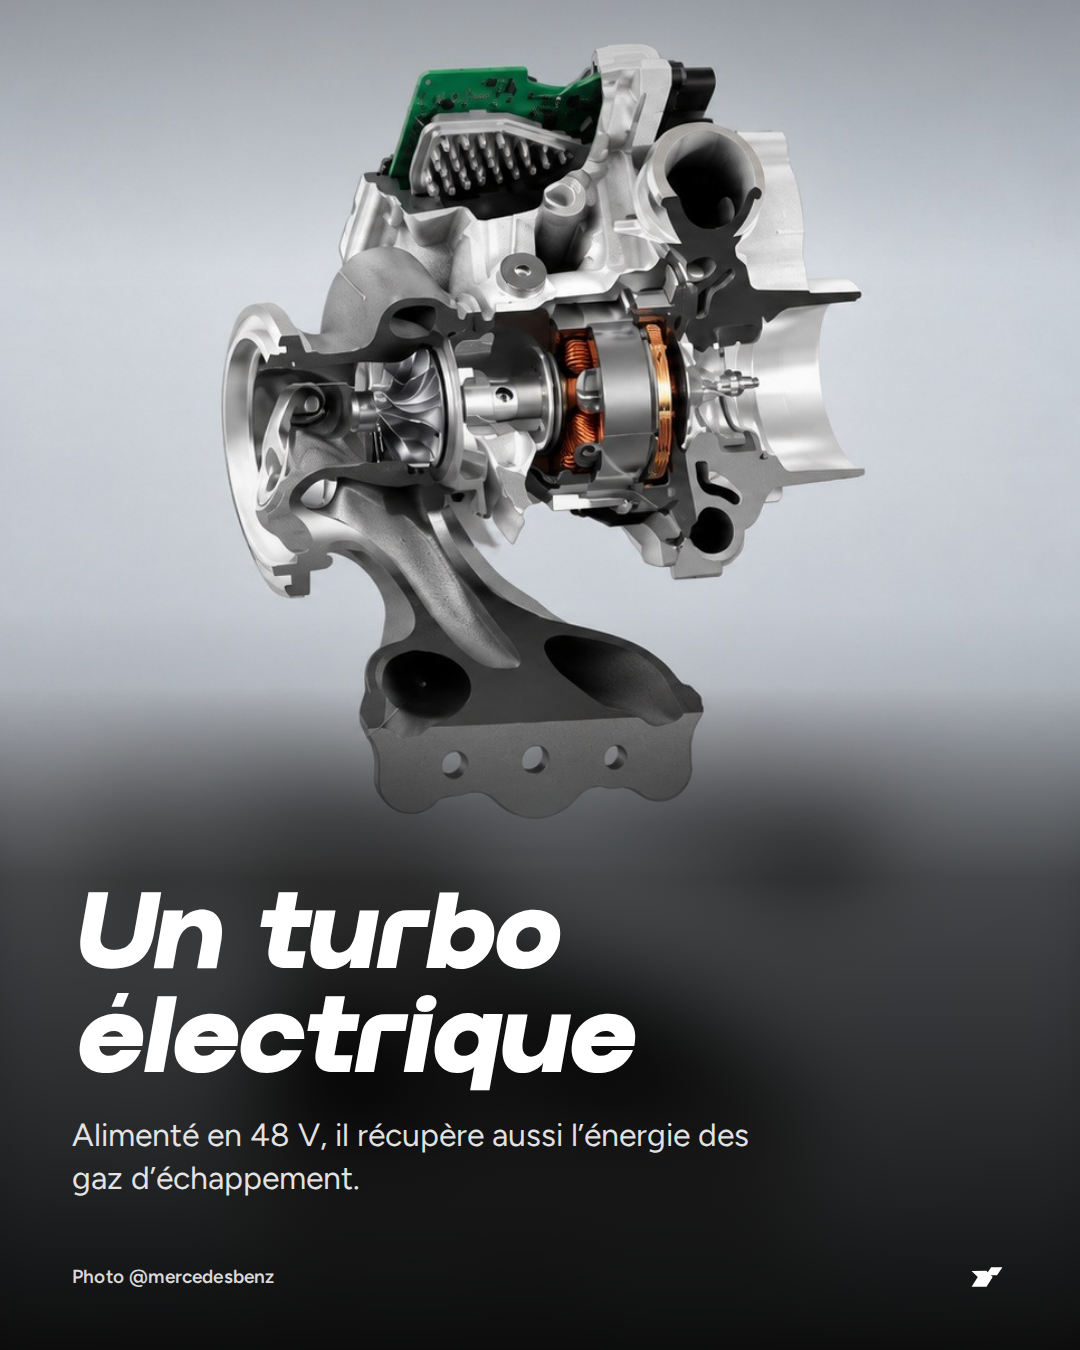 Un turbo
électrique
Alimenté en 48 V, il récupère aussi l’énergie des
gaz d’échappement.
Photo @mercedesbenz